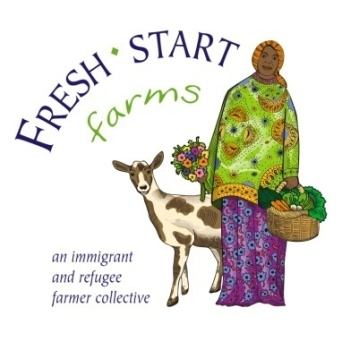 FRESH · START
farms
an immigrant
and refugee
farmer collective